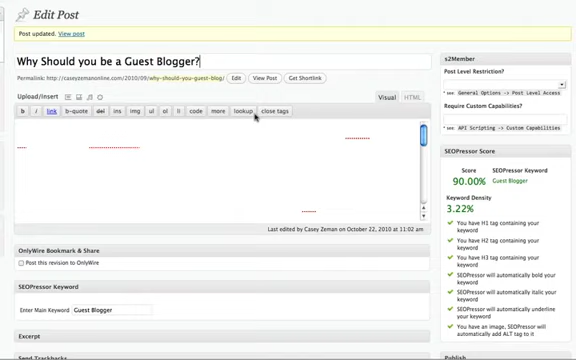 Edit Post
Post updated. View post
Why Should you be a Guest Blogger?
Permalink: http://caseyzemanonline.com/2010/09/why-should-you-guest-blog/ Edit View Post Get Shortlink
Upload/Insert Visual HTML
b i link b-quote del ins img ul ol li code more lookup close tags
Last edited by Casey Zeman on October 22, 2010 at 11:02 am
OnlyWire Bookmark & Share
Post this revision to OnlyWire
SEOPressor Keyword
Enter Main Keyword Guest Blogger
Excerpt
Send Trackbacks
s2Member
Post Level Restriction?
* see General Options -> Post Level Access
Require Custom Capabilities?
* see API Scripting -> Custom Capabilities
SEOPressor Score
Score SEOPressor Keyword
90.00% Guest Blogger
Keyword Density
3.22%
You have H1 tag containing your
keyword
You have H2 tag containing your
keyword
You have H3 tag containing your
keyword
SEOPressor will automatically bold your
keyword
SEOPressor will automatically italic your
keyword
SEOPressor will automatically underline
your keyword
You have an image, SEOPressor will
automatically add ALT tag to it
Publish